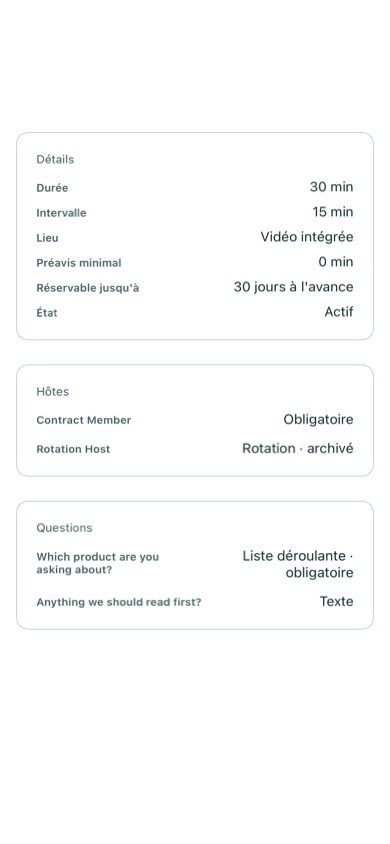 Détails
Durée 30 min
Intervalle 15 min
Lieu Vidéo intégrée
Préavis minimal 0 min
Réservable jusqu'à 30 jours à l'avance
État Actif
Hôtes
Contract Member Obligatoire
Rotation Host Rotation · archivé
Questions
Which product are you asking about? Liste déroulante · obligatoire
Anything we should read first? Texte